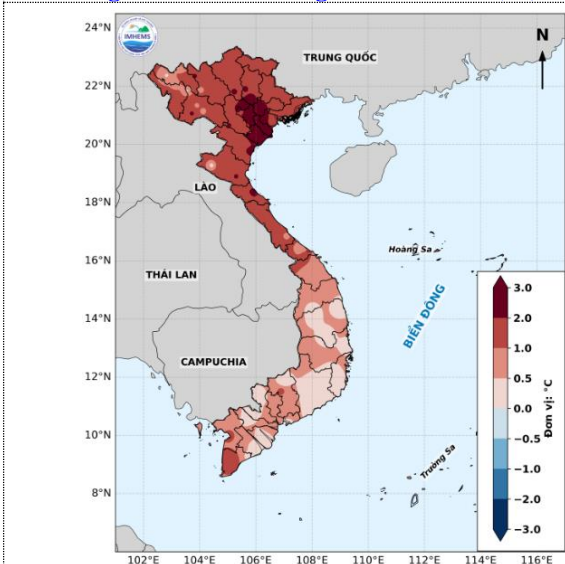 24°N
IMHEMS
N
TRUNG QUỐC
22°N
20°N
LÀO
18°N
Hoàng Sa
16°N
THÁI LAN
3.0
2.0
1.0
0.5
0.0
−0.5
−1.0
−2.0
−3.0
Đơn vị: °C
BIỂN ĐÔNG
14°N
CAMPUCHIA
12°N
10°N
Trường Sa
8°N
102°E 104°E 106°E 108°E 110°E 112°E 114°E 116°E